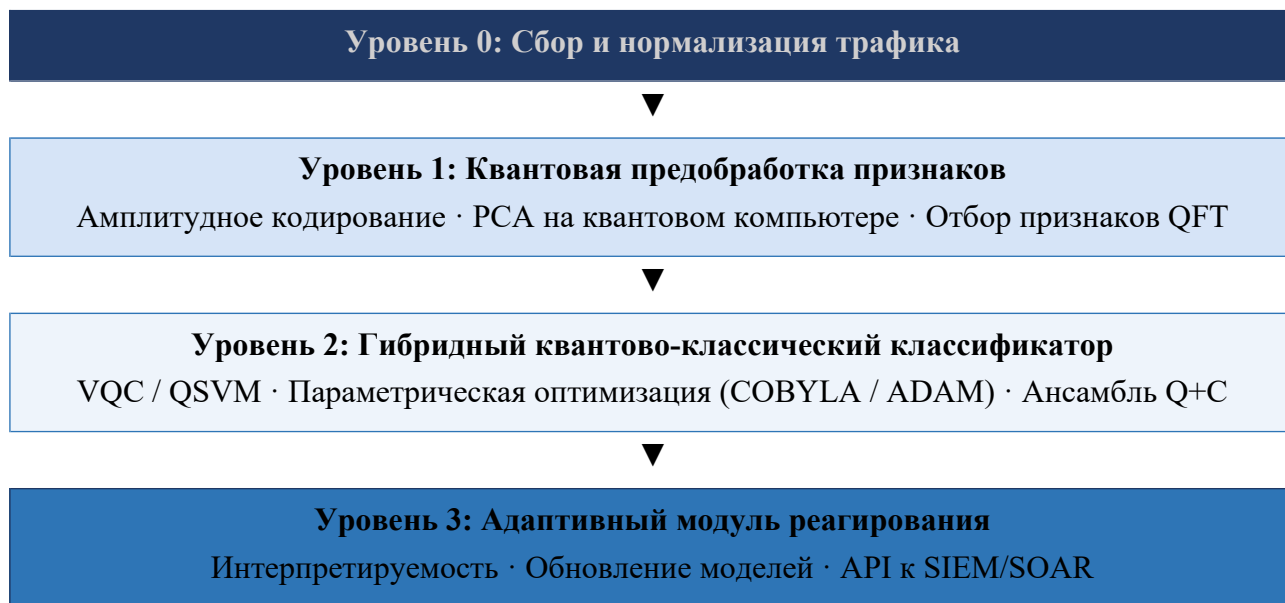 Уровень 0: Сбор и нормализация трафика
Уровень 1: Квантовая предобработка признаков
Амплитудное кодирование · PCA на квантовом компьютере · Отбор признаков QFT
Уровень 2: Гибридный квантово-классический классификатор
VQC / QSVM · Параметрическая оптимизация (COBYLA / ADAM) · Ансамбль Q+C
Уровень 3: Адаптивный модуль реагирования
Интерпретируемость · Обновление моделей · API к SIEM/SOAR